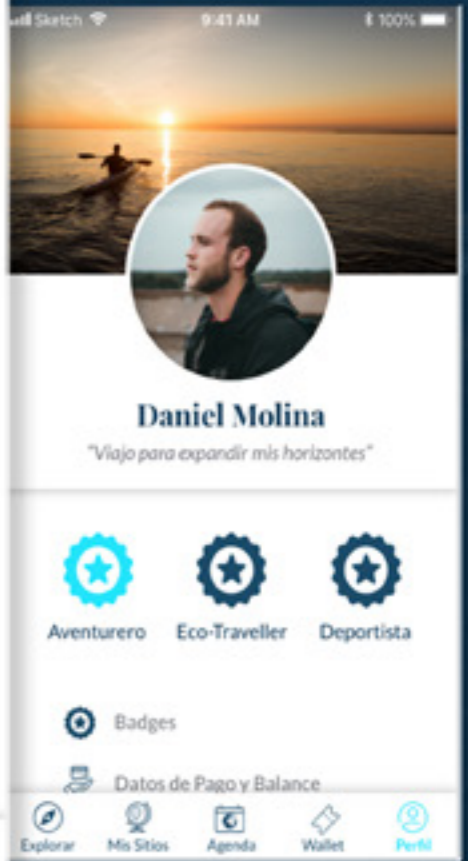 Sketch 9:41 AM 100%
Daniel Molina
"Viajo para expandir mis horizontes"
Aventurero Eco-Traveller Deportista
Badges
Datos de Pago y Balance
Explorar Mis Sitios Agenda Wallet Perfil